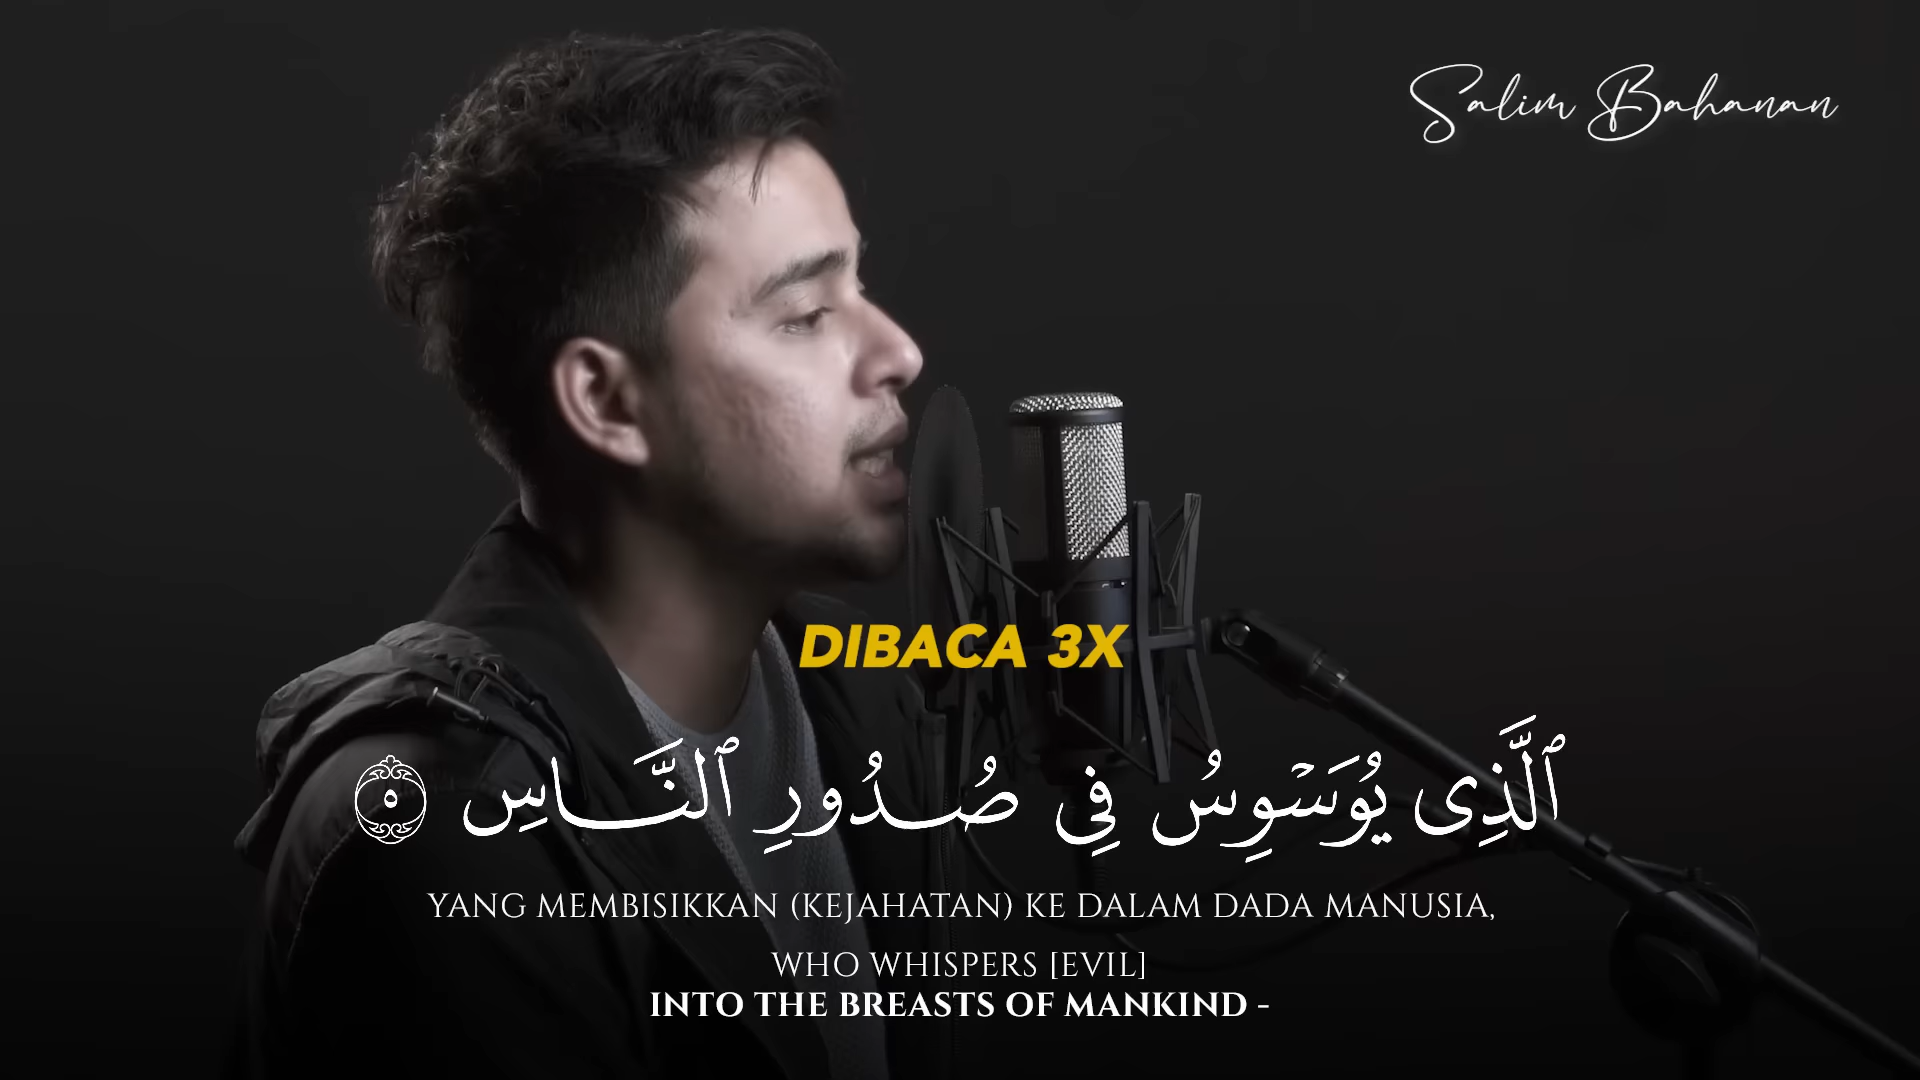 Salim Bahanan
DIBACA 3X
ٱلَّذِى يُوَسْوِسُ فِى صُدُورِ ٱلنَّاسِ ٥
YANG MEMBISIKKAN (KEJAHATAN) KE DALAM DADA MANUSIA,
WHO WHISPERS [EVIL]
INTO THE BREASTS OF MANKIND -